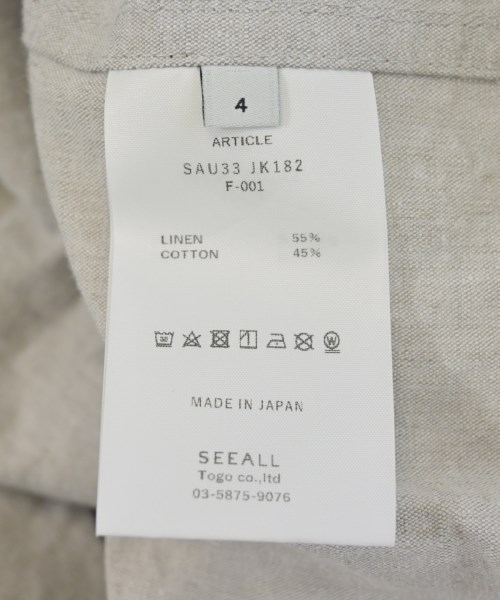 4
ARTICLE
SAU33 JK182
F-001
LINEN 55%
COTTON 45%
W
MADE IN JAPAN
SEEALL
Togo co.,ltd
03-5875-9076